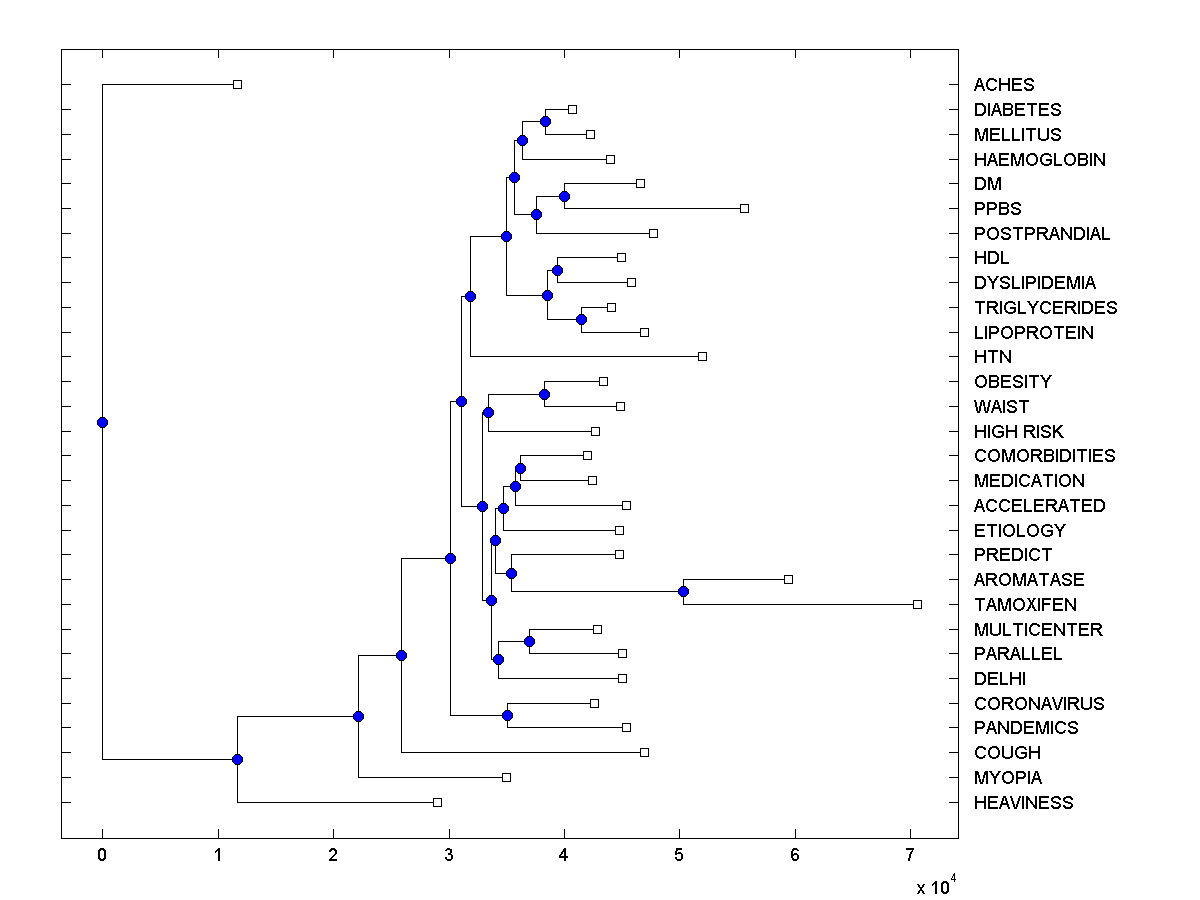 ACHES
DIABETES
MELLITUS
HAEMOGLOBIN
DM
PPBS
POSTPRANDIAL
HDL
DYSLIPIDEMIA
TRIGLYCERIDES
LIPOPROTEIN
HTN
OBESITY
WAIST
HIGH RISK
COMORBIDITIES
MEDICATION
ACCELERATED
ETIOLOGY
PREDICT
AROMATASE
TAMOXIFEN
MULTICENTER
PARALLEL
DELHI
CORONAVIRUS
PANDEMICS
COUGH
MYOPIA
HEAVINESS
0 1 2 3 4 5 6 7
x 10^4